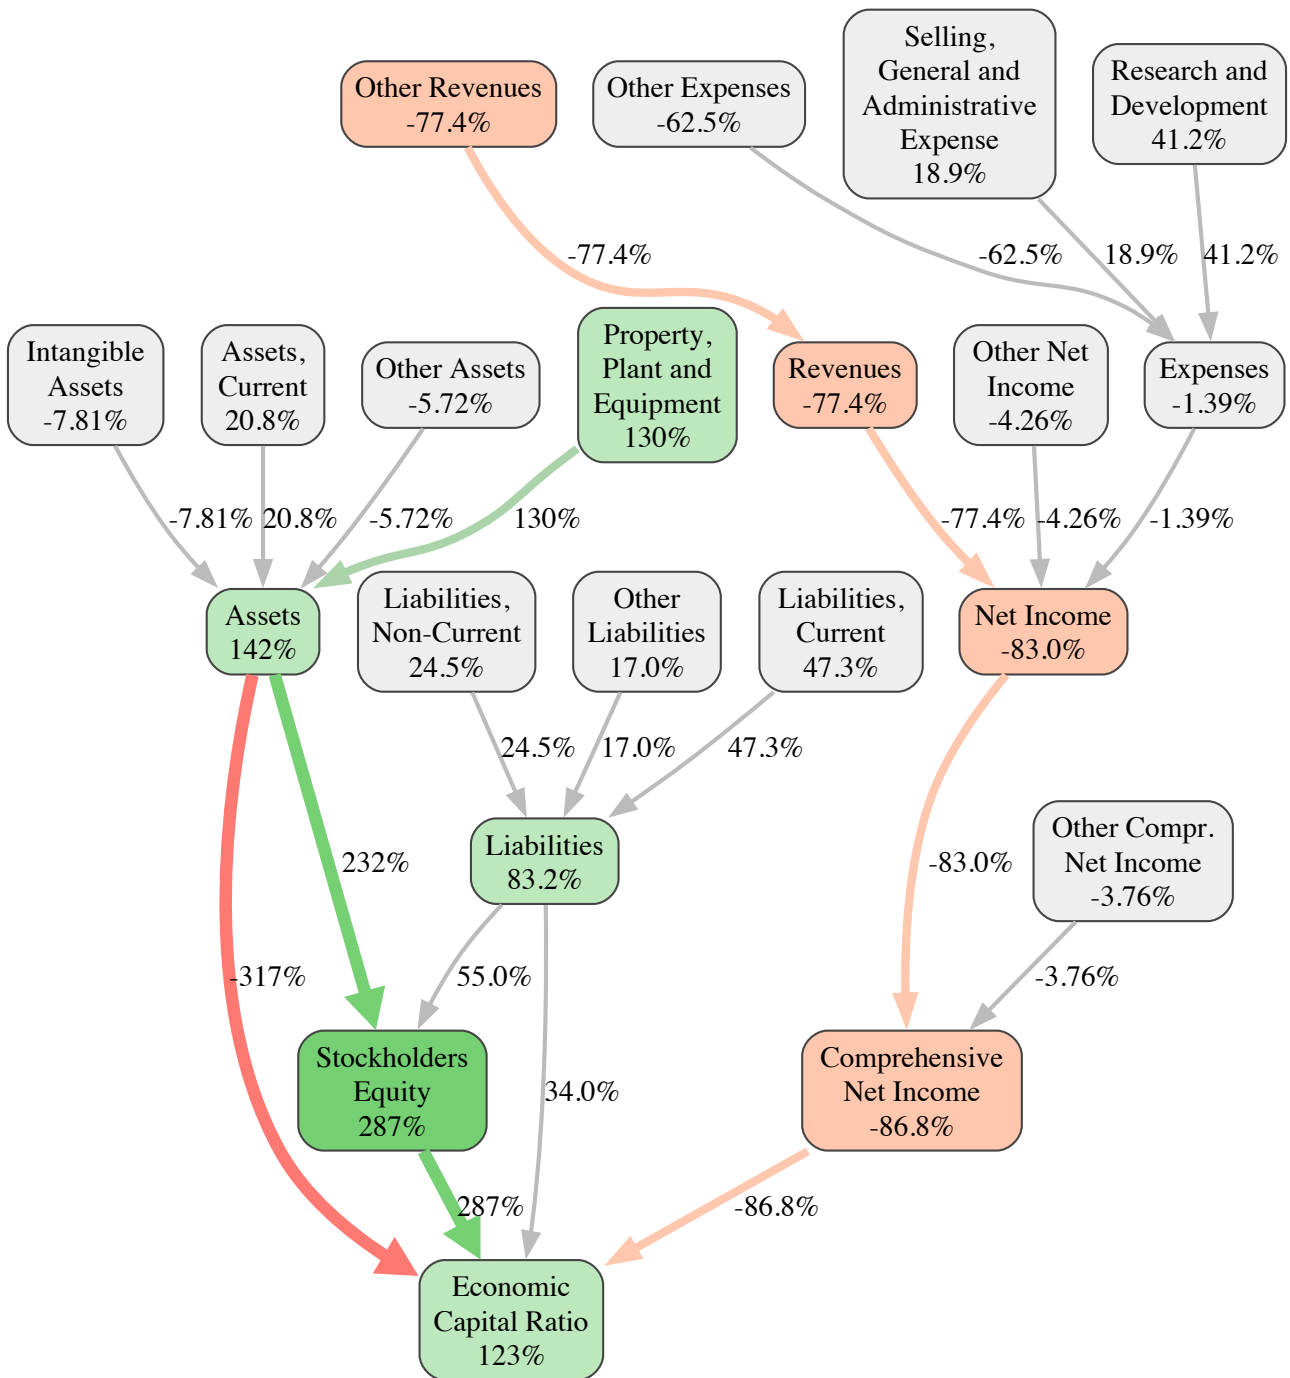 Other Revenues
-77.4%
Other Expenses
-62.5%
Selling,
General and
Administrative
Expense
18.9%
Research and
Development
41.2%
-77.4%
-62.5%
18.9%
41.2%
Intangible
Assets
-7.81%
Assets,
Current
20.8%
Other Assets
-5.72%
Property,
Plant and
Equipment
130%
Revenues
-77.4%
Other Net
Income
-4.26%
Expenses
-1.39%
-7.81%
20.8%
-5.72%
130%
-77.4%
-4.26%
-1.39%
Assets
142%
Liabilities,
Non-Current
24.5%
Other
Liabilities
17.0%
Liabilities,
Current
47.3%
Net Income
-83.0%
24.5%
17.0%
47.3%
232%
Liabilities
83.2%
-83.0%
Other Compr.
Net Income
-3.76%
-317%
55.0%
-3.76%
Stockholders
Equity
287%
34.0%
Comprehensive
Net Income
-86.8%
287%
-86.8%
Economic
Capital Ratio
123%